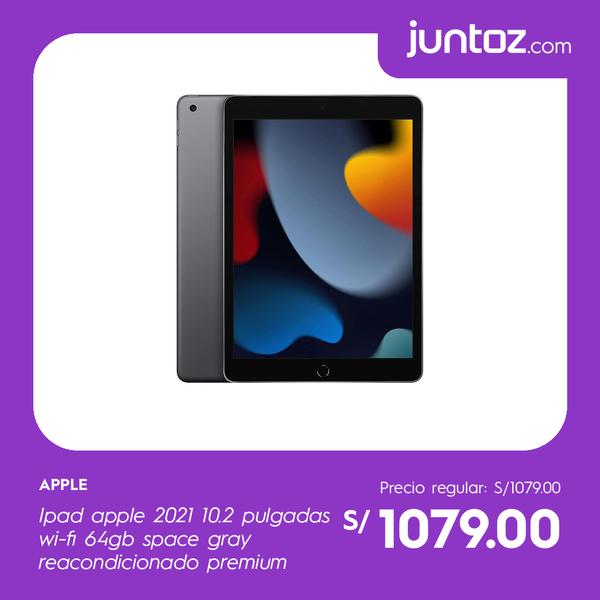 juntoz.com
APPLE
Ipad apple 2021 10.2 pulgadas
wi-fi 64gb space gray
reacondicionado premium
Precio regular: S/1079.00
S/ 1079.00